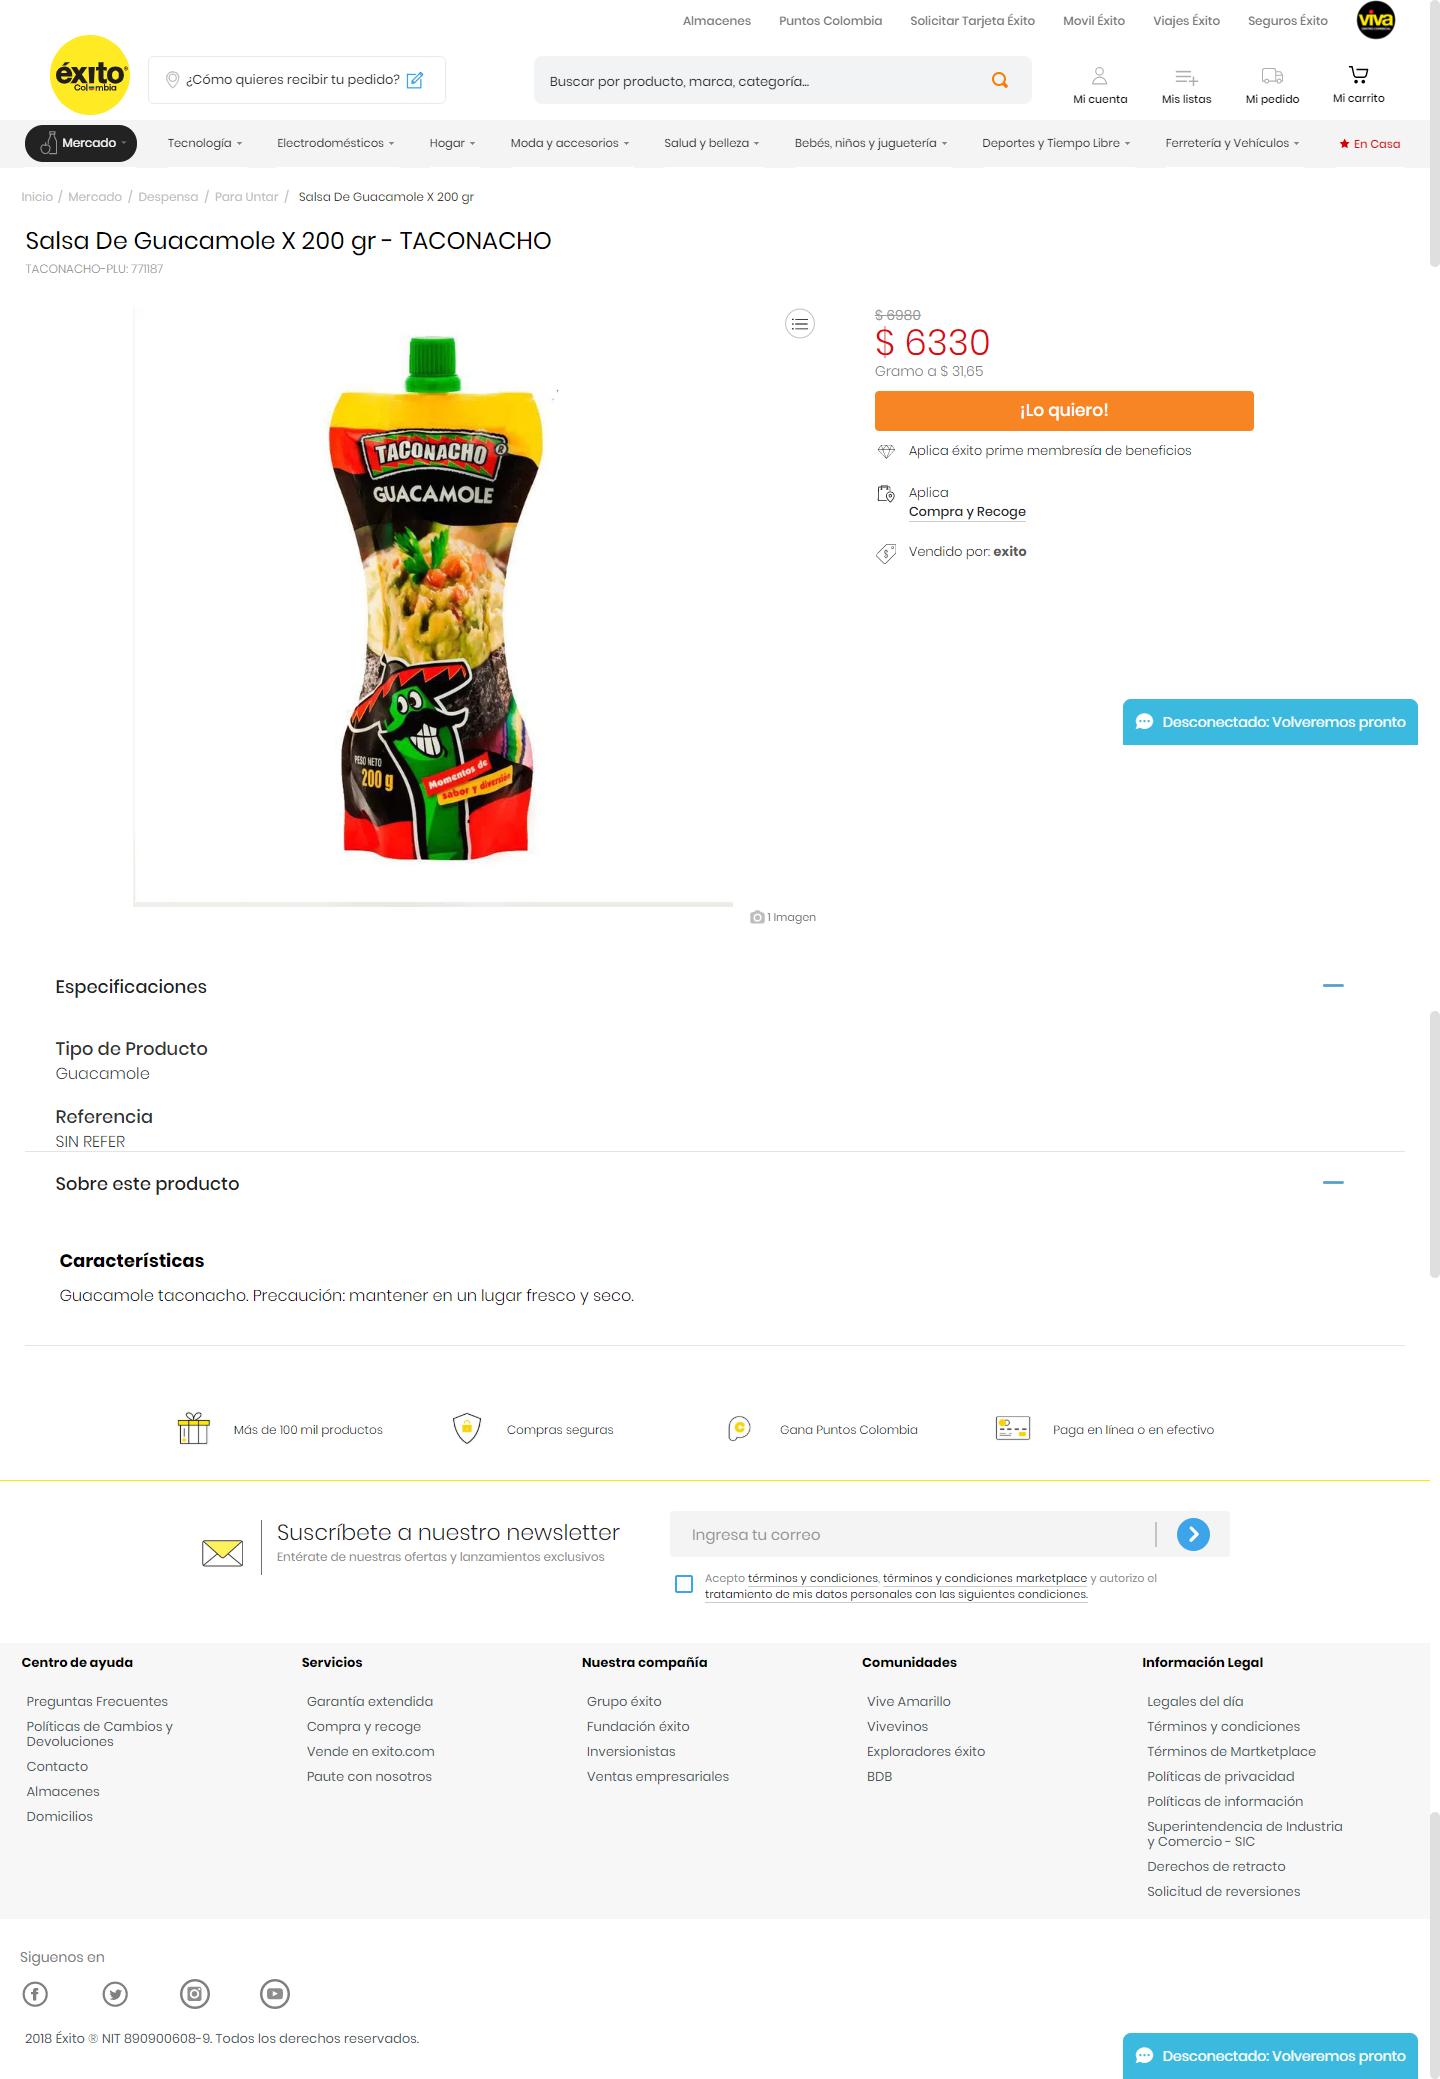 Almacenes
Puntos Colombia
Solicitar Tarjeta Éxito
Movil Éxito
Viajes Éxito
Seguros Éxito
viva
éxito
Colombia
¿Cómo quieres recibir tu pedido?
Buscar por producto, marca, categoría...
Mi cuenta
Mis listas
Mi pedido
Mi carrito
Mercado
Tecnología
Electrodomésticos
Hogar
Moda y accesorios
Salud y belleza
Bebés, niños y juguetería
Deportes y Tiempo Libre
Ferretería y Vehículos
En Casa
Inicio / Mercado / Despensa / Para Untar / Salsa De Guacamole X 200 gr
Salsa De Guacamole X 200 gr - TACONACHO
TACONACHO-PLU: 771187
TACONACHO®
GUACAMOLE
PESO NETO
200 g
Momentos de
sabor y diversión
1 Imagen
$ 6980
$ 6330
Gramo a $ 31,65
¡Lo quiero!
Aplica éxito prime membresía de beneficios
Aplica
Compra y Recoge
Vendido por: exito
Desconectado: Volveremos pronto
Especificaciones
Tipo de Producto
Guacamole
Referencia
SIN REFER
Sobre este producto
Características
Guacamole taconacho. Precaución: mantener en un lugar fresco y seco.
Más de 100 mil productos
Compras seguras
Gana Puntos Colombia
Paga en línea o en efectivo
Suscríbete a nuestro newsletter
Entérate de nuestras ofertas y lanzamientos exclusivos
Ingresa tu correo
Acepto términos y condiciones, términos y condiciones marketplace y autorizo el
tratamiento de mis datos personales con las siguientes condiciones.
Centro de ayuda
Preguntas Frecuentes
Políticas de Cambios y
Devoluciones
Contacto
Almacenes
Domicilios
Servicios
Garantía extendida
Compra y recoge
Vende en exito.com
Paute con nosotros
Nuestra compañía
Grupo éxito
Fundación éxito
Inversionistas
Ventas empresariales
Comunidades
Vive Amarillo
Vivevinos
Exploradores éxito
BDB
Información Legal
Legales del día
Términos y condiciones
Términos de Martketplace
Políticas de privacidad
Políticas de información
Superintendencia de Industria
y Comercio - SIC
Derechos de retracto
Solicitud de reversiones
Siguenos en
2018 Éxito ® NIT 890900608-9. Todos los derechos reservados.
Desconectado: Volveremos pronto